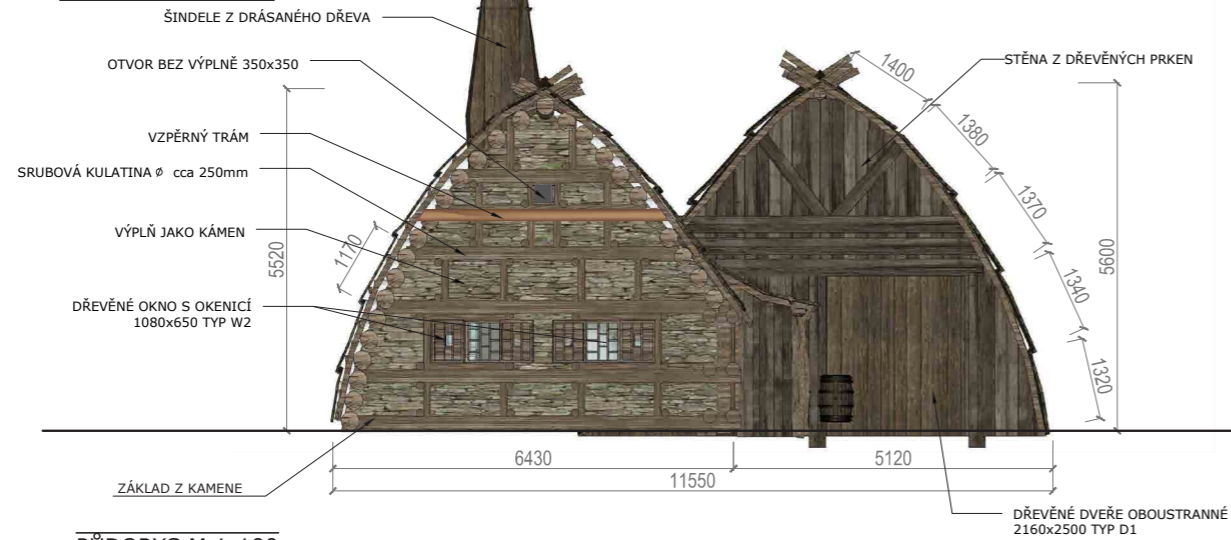 ŠINDELE Z DRÁSANÉHO DŘEVA
OTVOR BEZ VÝPLNĚ 350x350
VZPĚRNÝ TRÁM
SRUBOVÁ KULATINA ⌀ cca 250mm
VÝPLŇ JAKO KÁMEN
DŘEVĚNÉ OKNO S OKENICÍ
1080x650 TYP W2
STĚNA Z DŘEVĚNÝCH PRKEN
1400
1380
1370
1340
1320
5600
5520
1170
6430
5120
11550
ZÁKLAD Z KAMENE
DŘEVĚNÉ DVEŘE OBOUSTRANNÉ
2160x2500 TYP D1